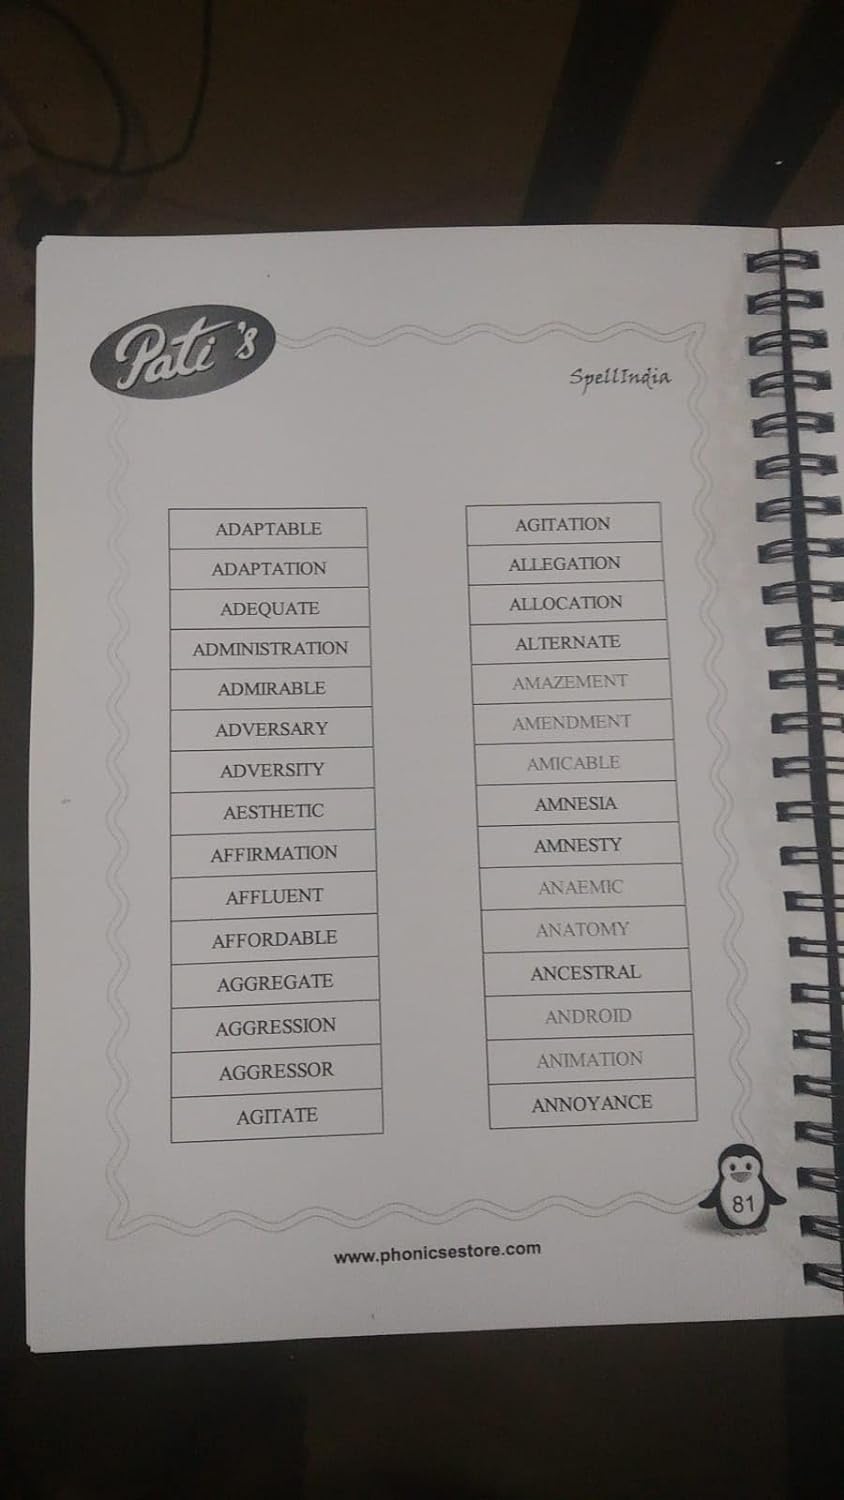 Pati's
SpellIndia
ADAPTABLE
ADAPTATION
ADEQUATE
ADMINISTRATION
ADMIRABLE
ADVERSARY
ADVERSITY
AESTHETIC
AFFIRMATION
AFFLUENT
AFFORDABLE
AGGREGATE
AGGRESSION
AGGRESSOR
AGITATE
AGITATION
ALLEGATION
ALLOCATION
ALTERNATE
AMAZEMENT
AMENDMENT
AMICABLE
AMNESIA
AMNESTY
ANAEMIC
ANATOMY
ANCESTRAL
ANDROID
ANIMATION
ANNOYANCE
81
www.phonicsestore.com